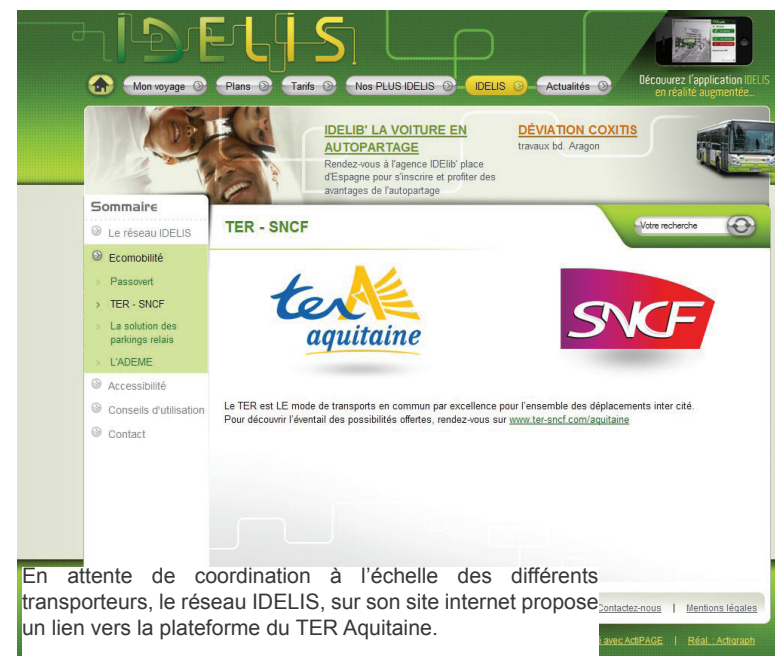 IDELIS
Découvrez l'application IDELIS
en réalité augmentée...
Mon voyage
Plans
Tarifs
Nos PLUS IDELIS
IDELIS
Actualités
IDELIB' LA VOITURE EN
AUTOPARTAGE
Rendez-vous à l'agence IDElib' place
d'Espagne pour s'inscrire et profiter des
avantages de l'autopartage
DÉVIATION COXITIS
travaux bd. Aragon
Sommaire
Le réseau IDELIS
Ecomobilité
Passovert
TER - SNCF
La solution des
parkings relais
L'ADEME
Accessibilité
Conseils d'utilisation
Contact
TER - SNCF
Votre recherche
ter
aquitaine
SNCF
Le TER est LE mode de transports en commun par excellence pour l'ensemble des déplacements inter cité.
Pour découvrir l'éventail des possibilités offertes, rendez-vous sur www.ter-sncf.com/aquitaine
En attente de coordination à l'échelle des différents
transporteurs, le réseau IDELIS, sur son site internet propose
un lien vers la plateforme du TER Aquitaine.
Contactez-nous | Mentions légales
avec ActiPAGE | Réal. : Actigraph